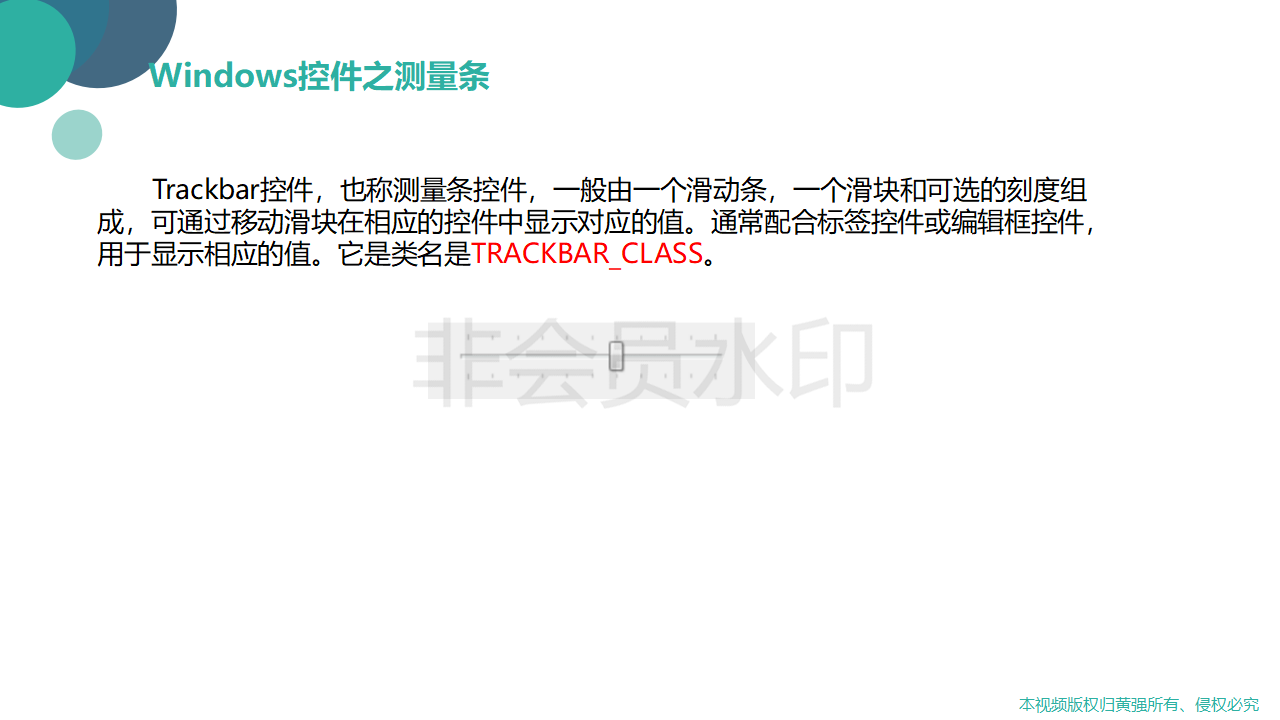 Windows控件之测量条
Trackbar控件，也称测量条控件，一般由一个滑动条，一个滑块和可选的刻度组
成，可通过移动滑块在相应的控件中显示对应的值。通常配合标签控件或编辑框控件，
用于显示相应的值。它是类名是TRACKBAR_CLASS。
非会员水印
本视频版权归黄强所有、侵权必究